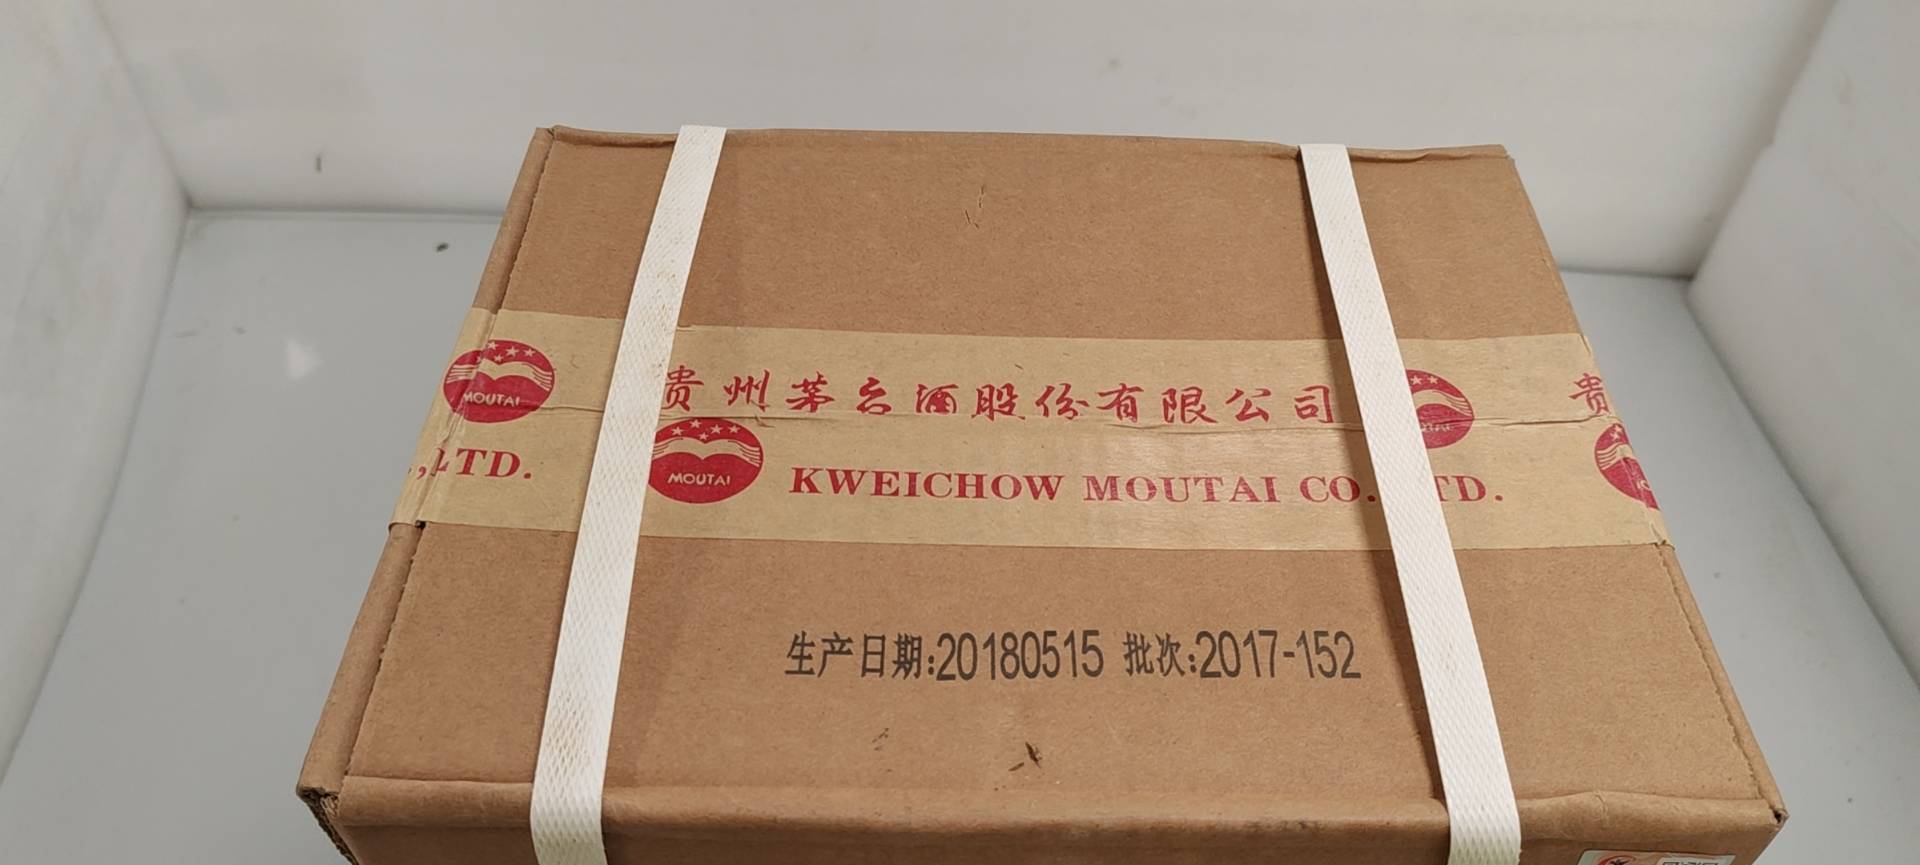 贵州茅台酒股份有限公司
贵
MOUTAI
,LTD.
MOUTAI
KWEICHOW MOUTAI CO.
TD.
生产日期:20180515 批次:2017-152